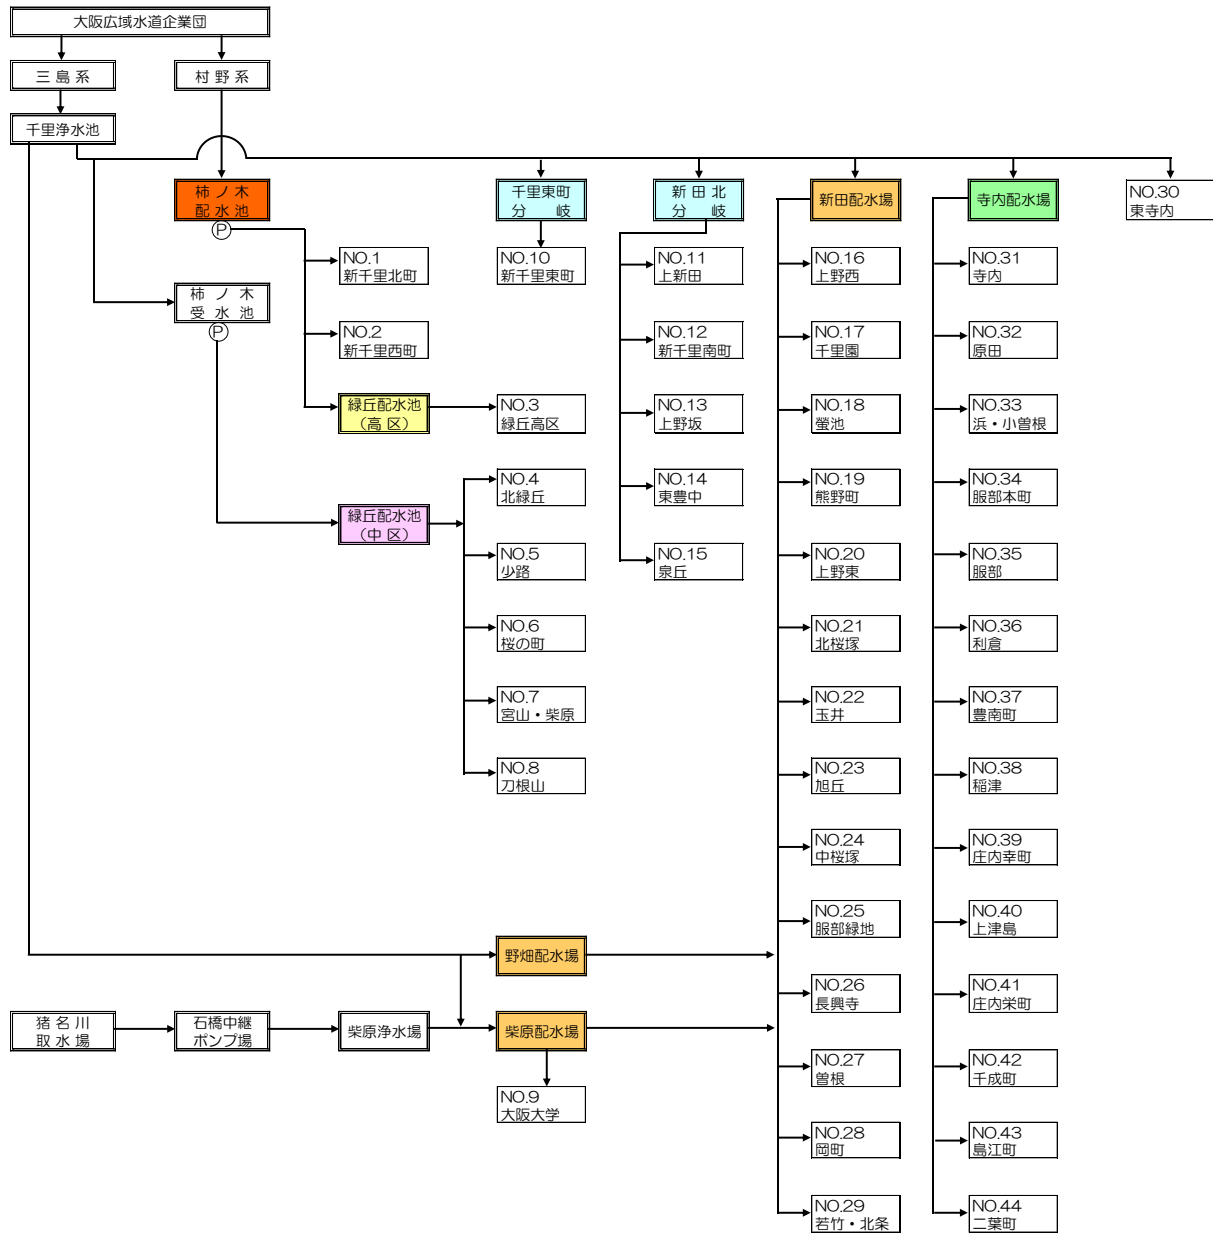 大阪広域水道企業団
三島系
村野系
千里浄水池
柿ノ木
配水池
P
千里東町
分　岐
新田北
分　岐
新田配水場
寺内配水場
NO.30
東寺内
NO.1
新千里北町
NO.10
新千里東町
NO.11
上新田
NO.16
上野西
NO.31
寺内
柿ノ木
受水池
P
NO.2
新千里西町
NO.12
新千里南町
NO.17
千里園
NO.32
原田
緑丘配水池
（高区）
NO.3
緑丘高区
NO.13
上野坂
NO.18
螢池
NO.33
浜・小曽根
緑丘配水池
（中区）
NO.4
北緑丘
NO.14
東豊中
NO.19
熊野町
NO.34
服部本町
NO.5
少路
NO.15
泉丘
NO.20
上野東
NO.35
服部
NO.6
桜の町
NO.21
北桜塚
NO.36
利倉
NO.7
宮山・柴原
NO.22
玉井
NO.37
豊南町
NO.8
刀根山
NO.23
旭丘
NO.38
稲津
NO.24
中桜塚
NO.39
庄内幸町
NO.25
服部緑地
NO.40
上津島
野畑配水場
NO.26
長興寺
NO.41
庄内栄町
猪名川
取水場
石橋中継
ポンプ場
柴原浄水場
柴原配水場
NO.27
曽根
NO.42
千成町
NO.9
大阪大学
NO.28
岡町
NO.43
島江町
NO.29
若竹・北条
NO.44
二葉町